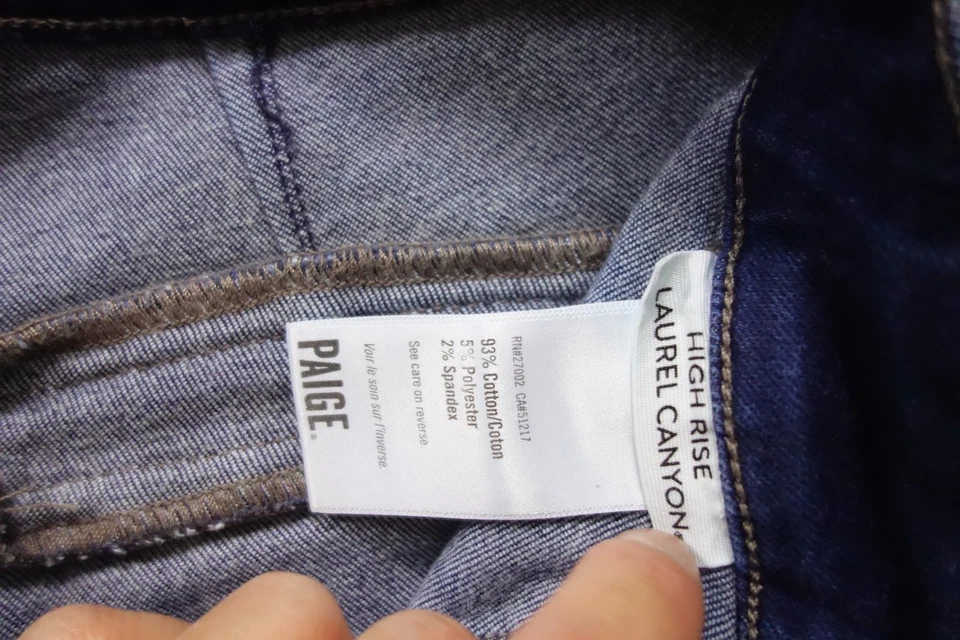 HIGH RISE
LAUREL CANYON®
RN#27002 CA#51217
93% Cotton/Coton
5% Polyester
2% Spandex
See care on reverse.
Voir le soin sur l'inverse.
PAIGE®